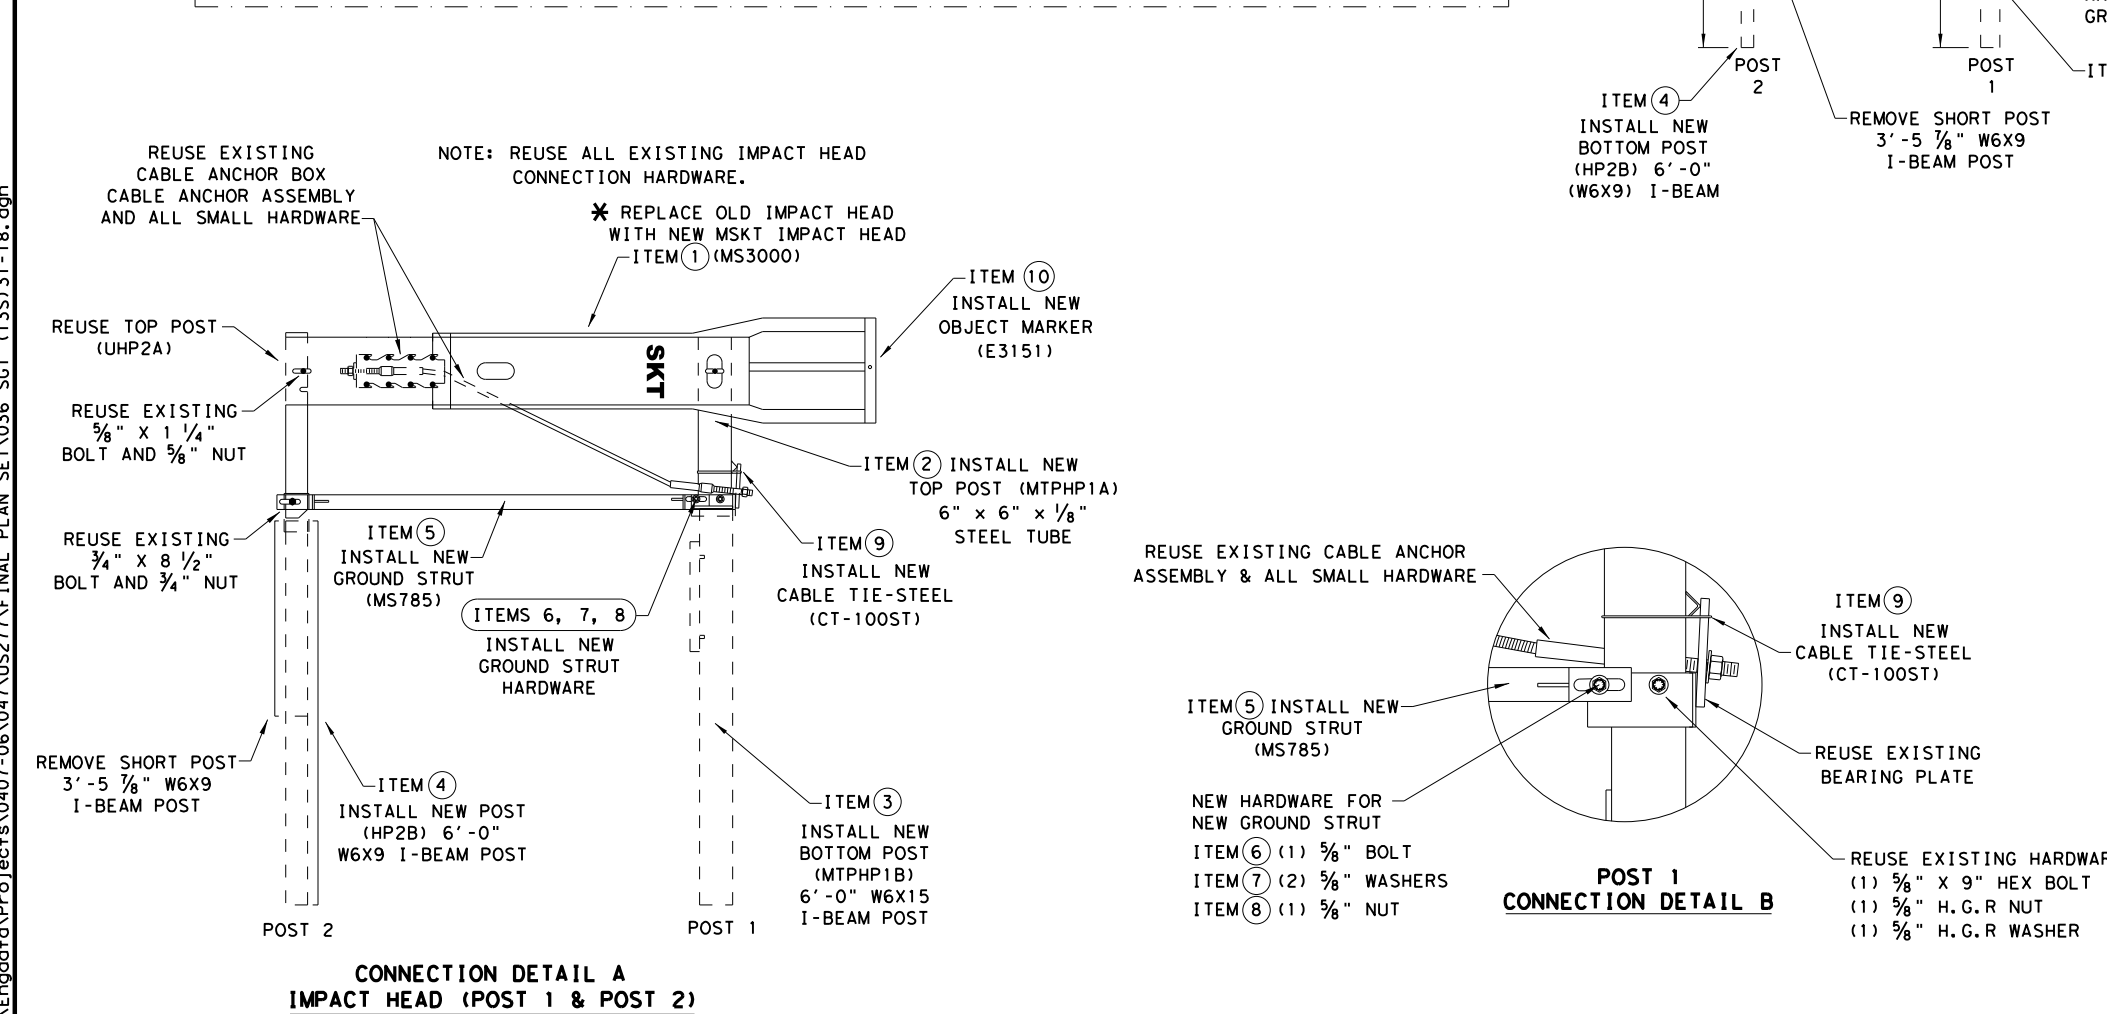 POST
2
POST
1
GR
IT
ITEM 4
INSTALL NEW
BOTTOM POST
(HP2B) 6'-0"
(W6X9) I-BEAM
REMOVE SHORT POST
3'-5 7/8" W6X9
I-BEAM POST
REUSE EXISTING
CABLE ANCHOR BOX
CABLE ANCHOR ASSEMBLY
AND ALL SMALL HARDWARE
NOTE: REUSE ALL EXISTING IMPACT HEAD
CONNECTION HARDWARE.
* REPLACE OLD IMPACT HEAD
WITH NEW MSKT IMPACT HEAD
ITEM 1 (MS3000)
ITEM 10
INSTALL NEW
OBJECT MARKER
(E3151)
REUSE TOP POST
(UHP2A)
SKT
REUSE EXISTING
5/8" X 1 1/4"
BOLT AND 5/8" NUT
ITEM 2 INSTALL NEW
TOP POST (MTPHP1A)
6" x 6" x 1/8"
STEEL TUBE
REUSE EXISTING
3/4" X 8 1/2"
BOLT AND 3/4" NUT
ITEM 5
INSTALL NEW
GROUND STRUT
(MS785)
ITEM 9
INSTALL NEW
CABLE TIE-STEEL
(CT-100ST)
ITEMS 6, 7, 8
INSTALL NEW
GROUND STRUT
HARDWARE
REMOVE SHORT POST
3'-5 7/8" W6X9
I-BEAM POST
ITEM 4
INSTALL NEW POST
(HP2B) 6'-0"
W6X9 I-BEAM POST
ITEM 3
INSTALL NEW
BOTTOM POST
(MTPHP1B)
6'-0" W6X15
I-BEAM POST
POST 2
POST 1
CONNECTION DETAIL A
IMPACT HEAD (POST 1 & POST 2)
REUSE EXISTING CABLE ANCHOR
ASSEMBLY & ALL SMALL HARDWARE
ITEM 9
INSTALL NEW
CABLE TIE-STEEL
(CT-100ST)
ITEM 5 INSTALL NEW
GROUND STRUT
(MS785)
REUSE EXISTING
BEARING PLATE
NEW HARDWARE FOR
NEW GROUND STRUT
ITEM 6 (1) 5/8" BOLT
ITEM 7 (2) 5/8" WASHERS
ITEM 8 (1) 5/8" NUT
POST 1
CONNECTION DETAIL B
REUSE EXISTING HARDWAR
(1) 5/8" X 9" HEX BOLT
(1) 5/8" H.G.R NUT
(1) 5/8" H.G.R WASHER